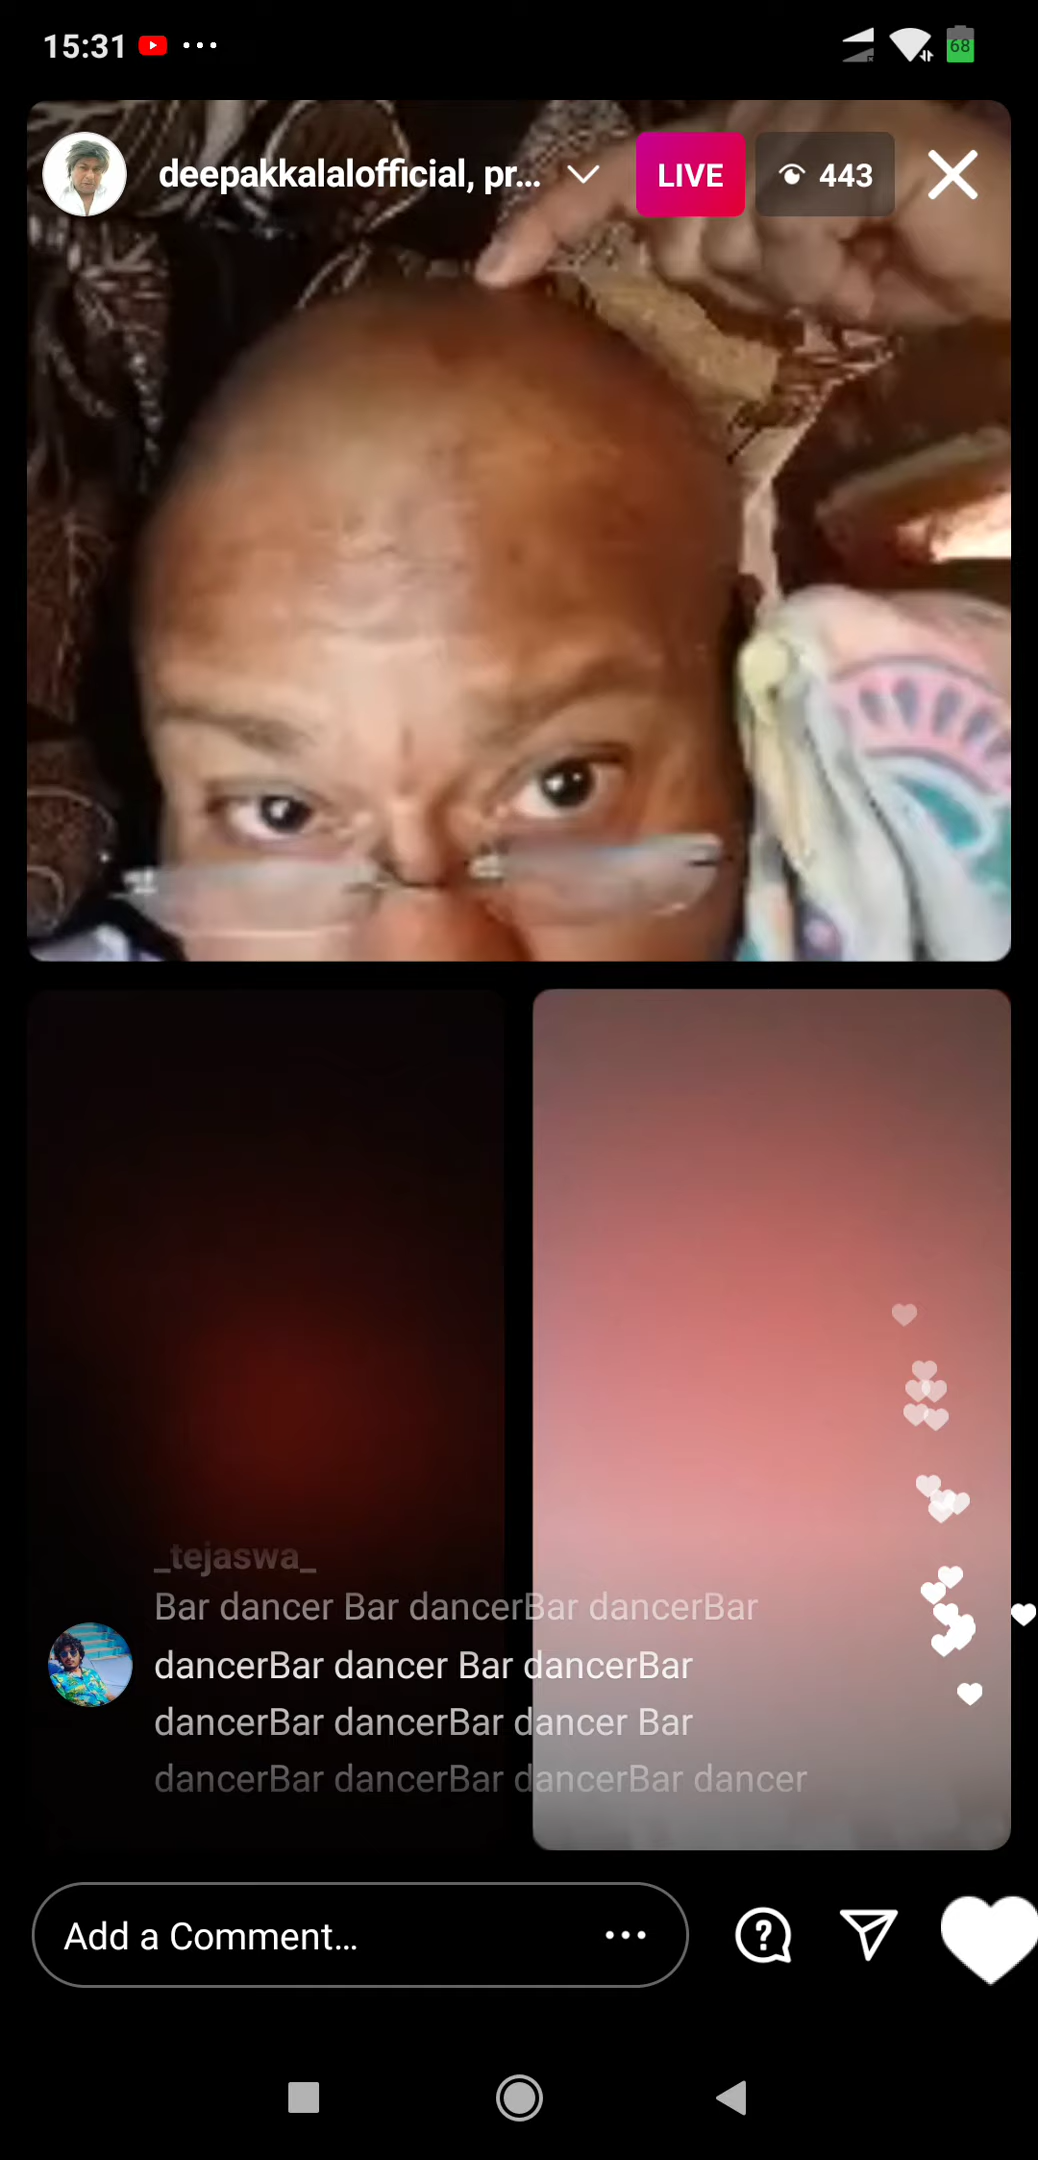 15:31
68
deepakkalalofficial, pr...
LIVE
443
_tejaswa_
Bar dancer Bar dancerBar dancerBar
dancerBar dancer Bar dancerBar
dancerBar dancerBar dancer Bar
dancerBar dancerBar dancerBar dancer
Add a Comment...